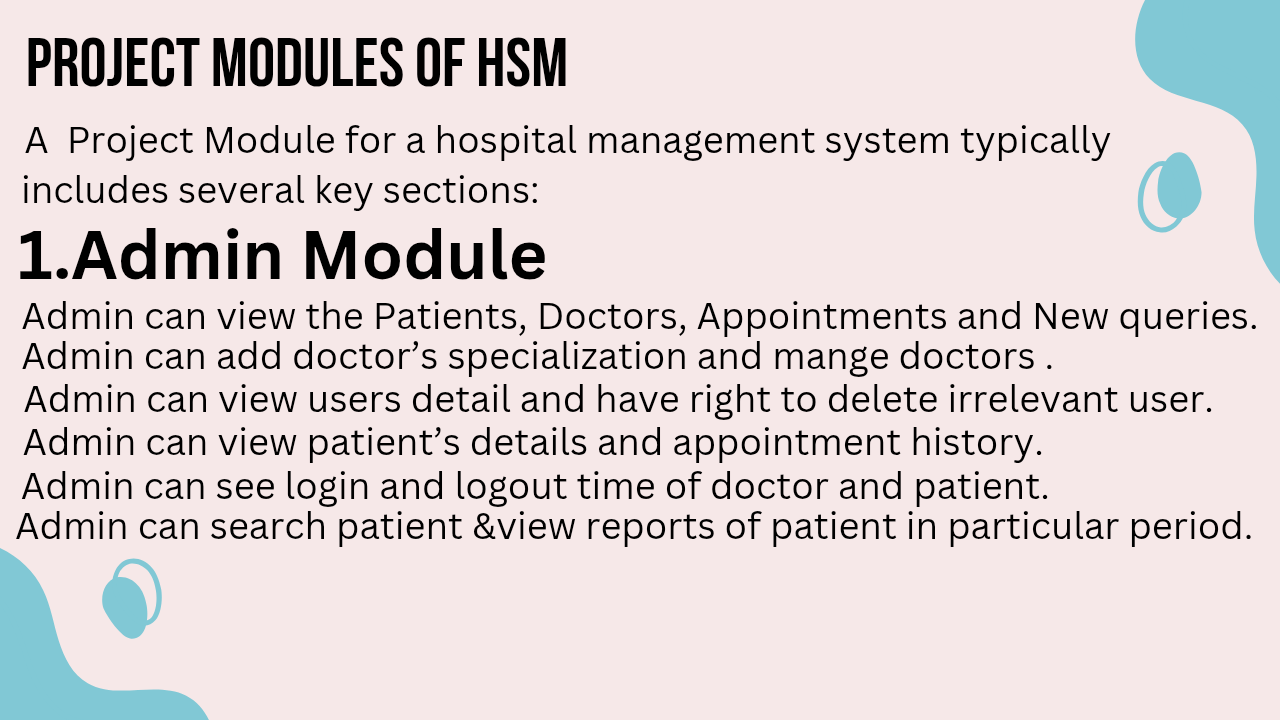 PROJECT MODULES OF HSM
A Project Module for a hospital management system typically
includes several key sections:
1.Admin Module
Admin can view the Patients, Doctors, Appointments and New queries.
Admin can add doctor’s specialization and mange doctors .
Admin can view users detail and have right to delete irrelevant user.
Admin can view patient’s details and appointment history.
Admin can see login and logout time of doctor and patient.
Admin can search patient &view reports of patient in particular period.